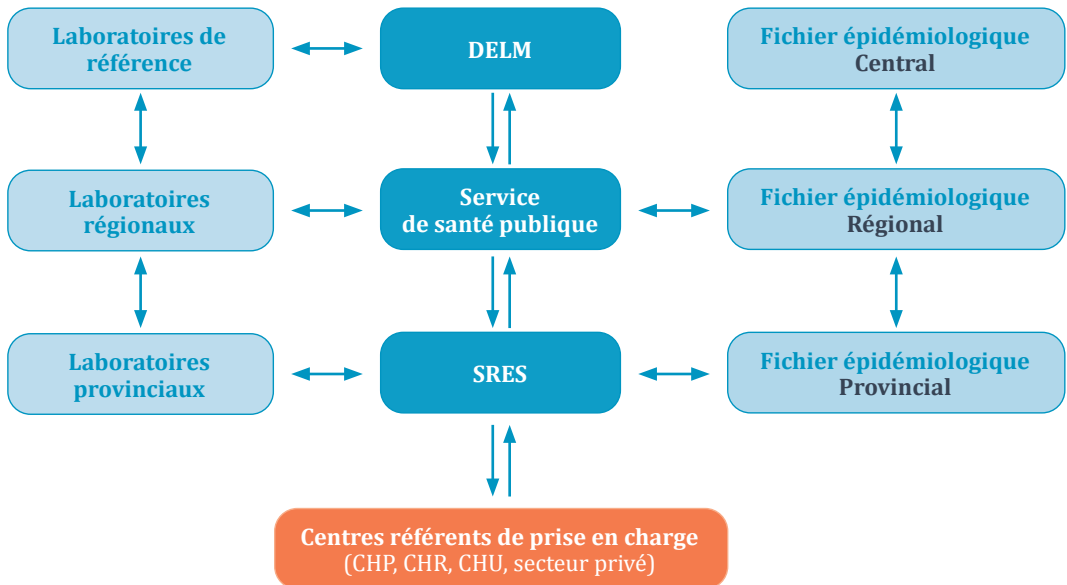 Laboratoires de
référence
DELM
Fichier épidémiologique
Central
Laboratoires
régionaux
Service
de santé publique
Fichier épidémiologique
Régional
Laboratoires
provinciaux
SRES
Fichier épidémiologique
Provincial
Centres référents de prise en charge
(CHP, CHR, CHU, secteur privé)